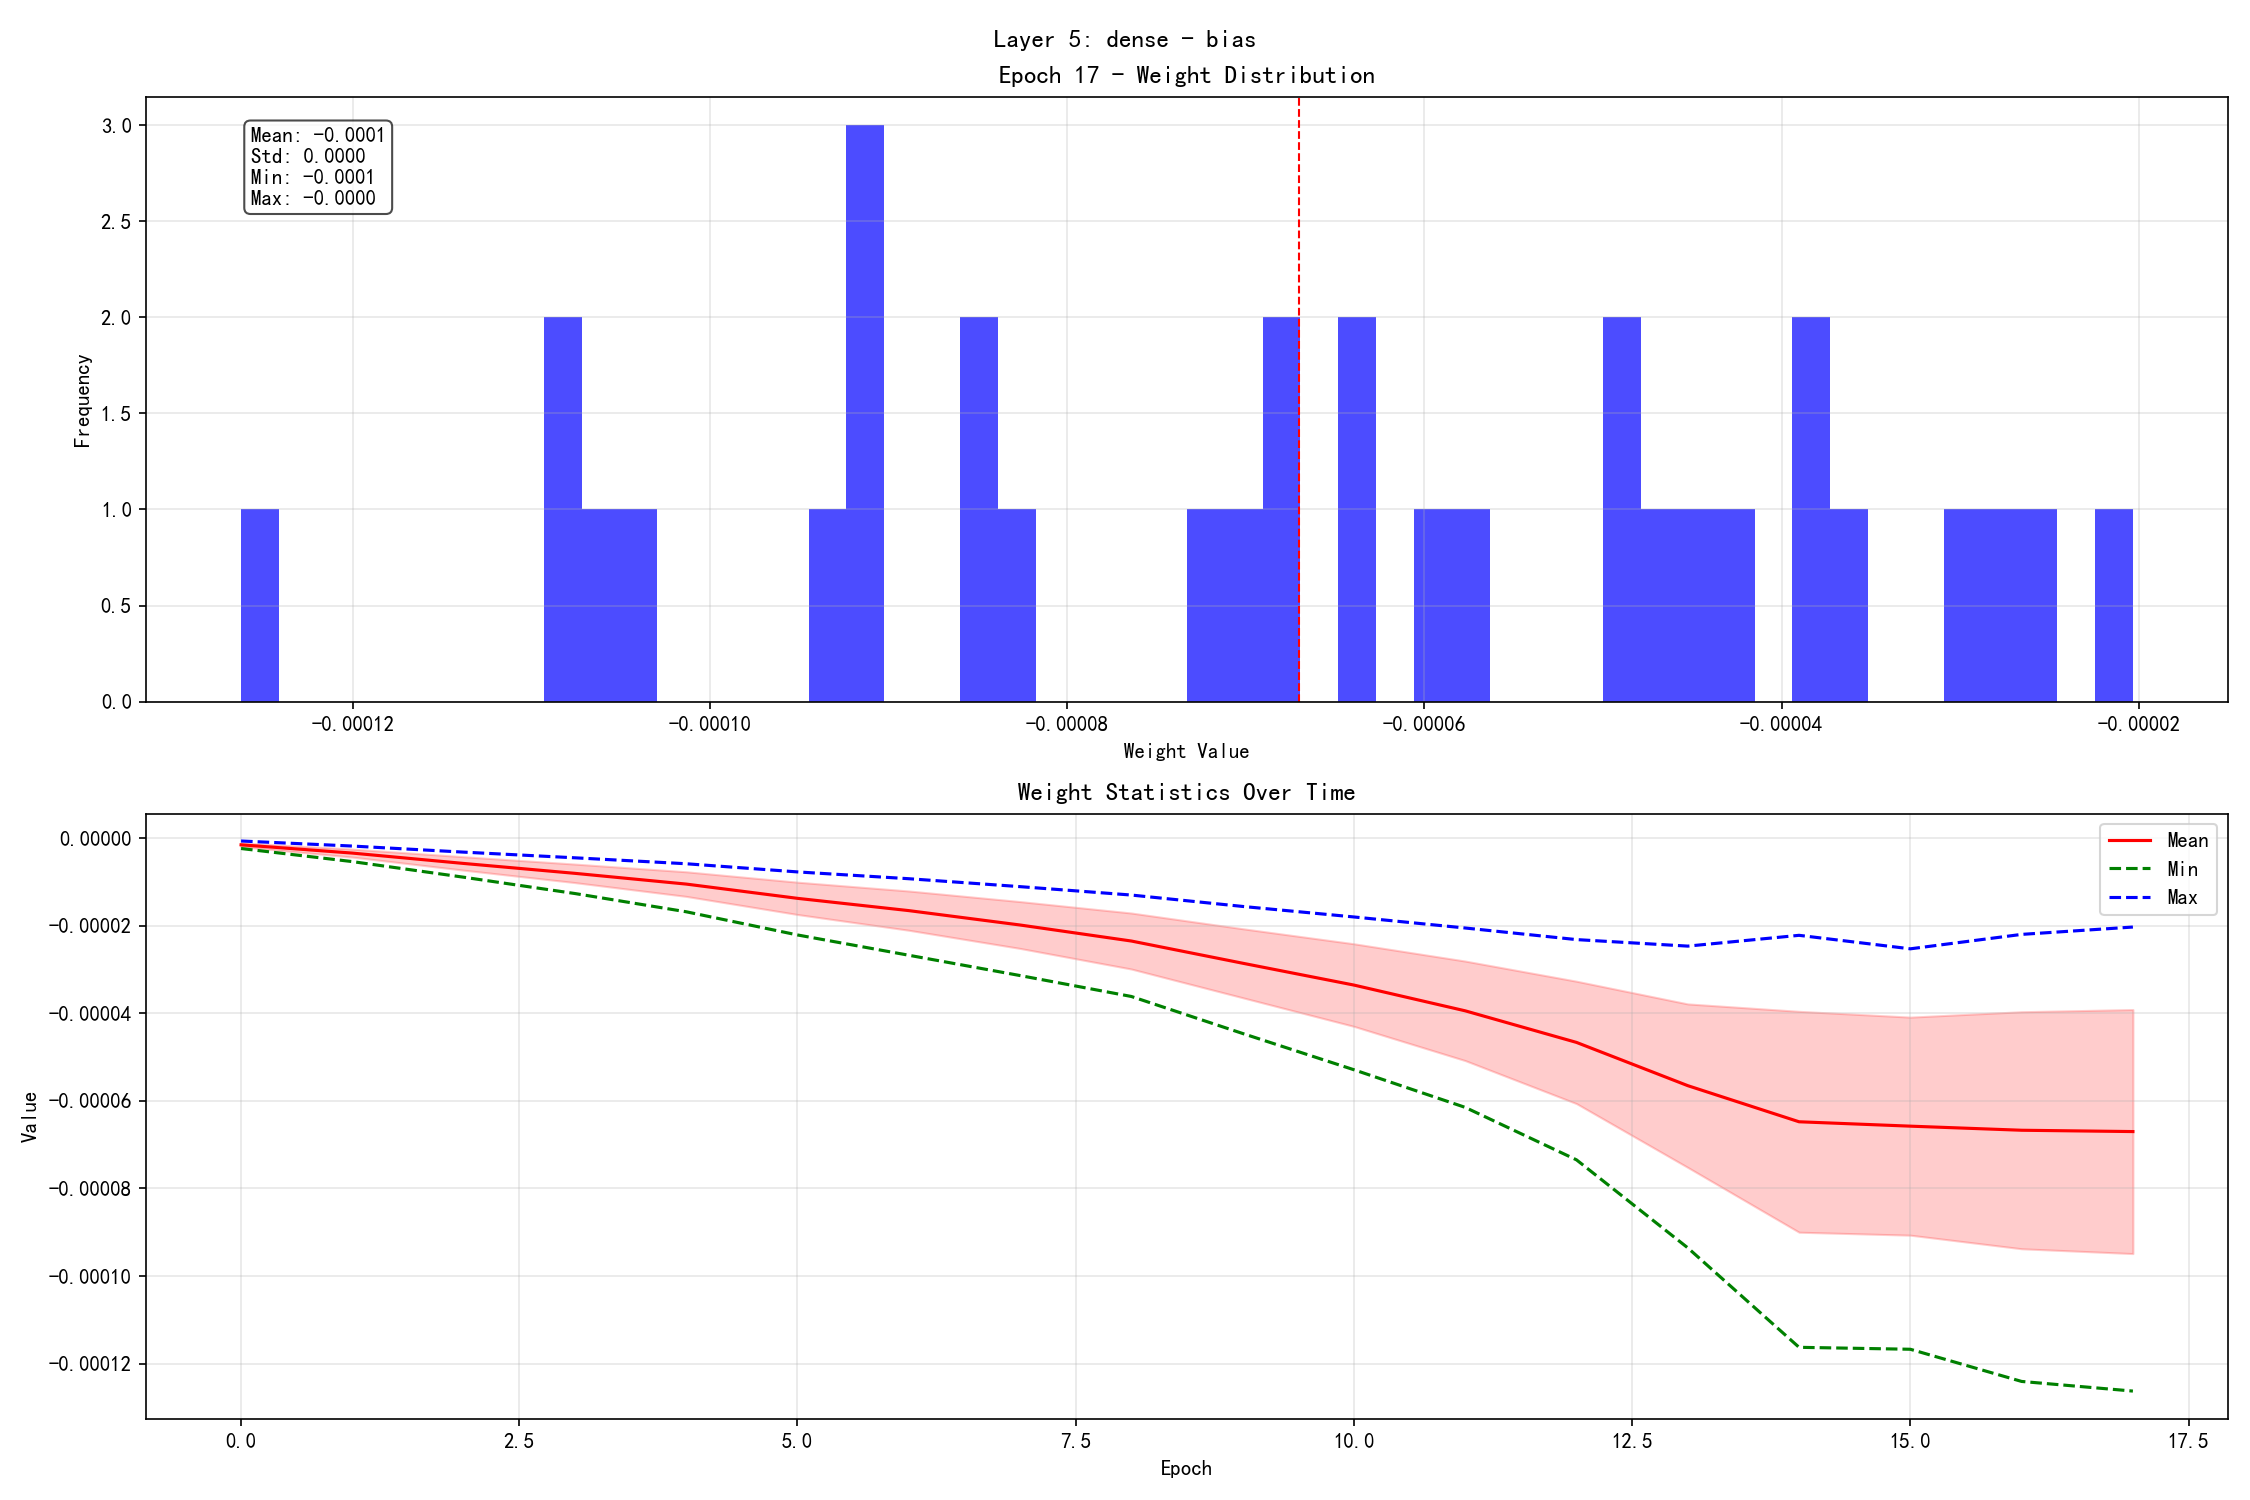 Layer 5: dense - bias
Epoch 17 - Weight Distribution
Mean: -0.0001
Std: 0.0000
Min: -0.0001
Max: -0.0000
3.0
2.5
2.0
1.5
1.0
0.5
0.0
Frequency
-0.00012 -0.00010 -0.00008 -0.00006 -0.00004 -0.00002
Weight Value
Weight Statistics Over Time
Mean
Min
Max
0.00000
-0.00002
-0.00004
-0.00006
-0.00008
-0.00010
-0.00012
Value
0.0 2.5 5.0 7.5 10.0 12.5 15.0 17.5
Epoch